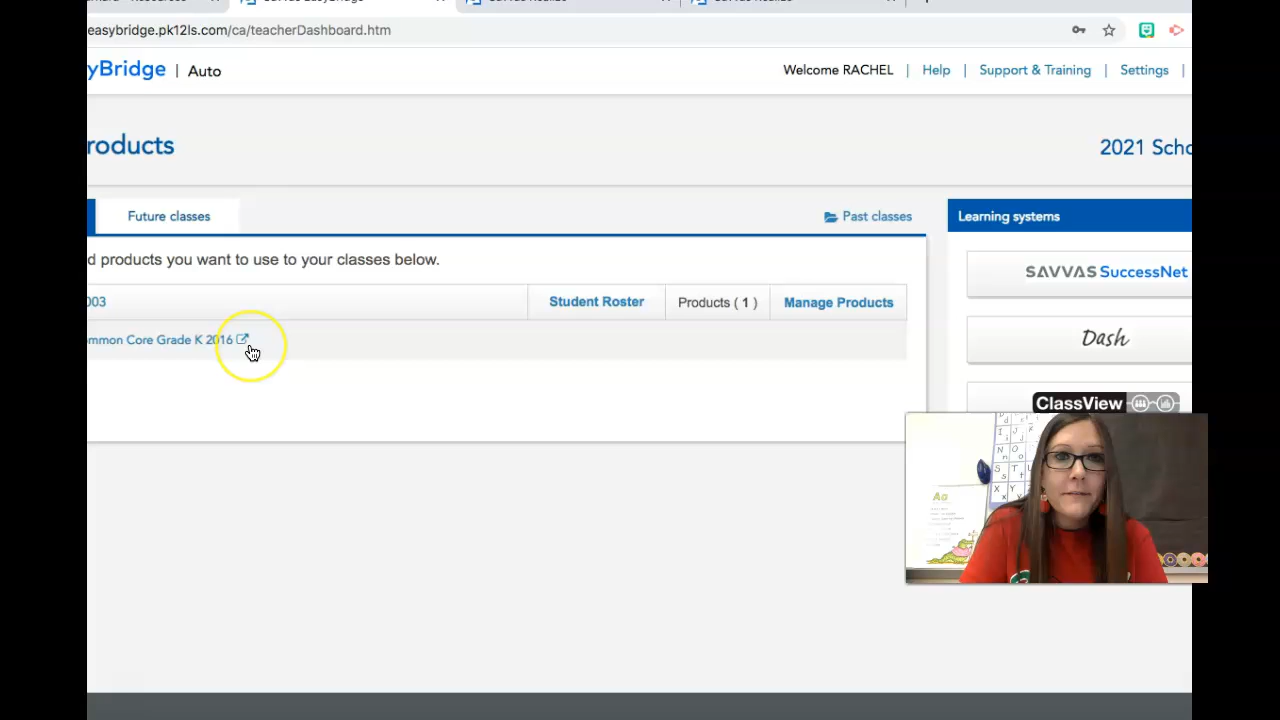 easybridge.pk12ls.com/ca/teacherDashboard.htm
yBridge | Auto
Welcome RACHEL | Help | Support & Training | Settings |
roducts
2021 Scho
Future classes
Past classes
Learning systems
d products you want to use to your classes below.
SAVVAS SuccessNet
003
Student Roster
Products ( 1 )
Manage Products
ommon Core Grade K 2016
Dash
ClassView
Aa